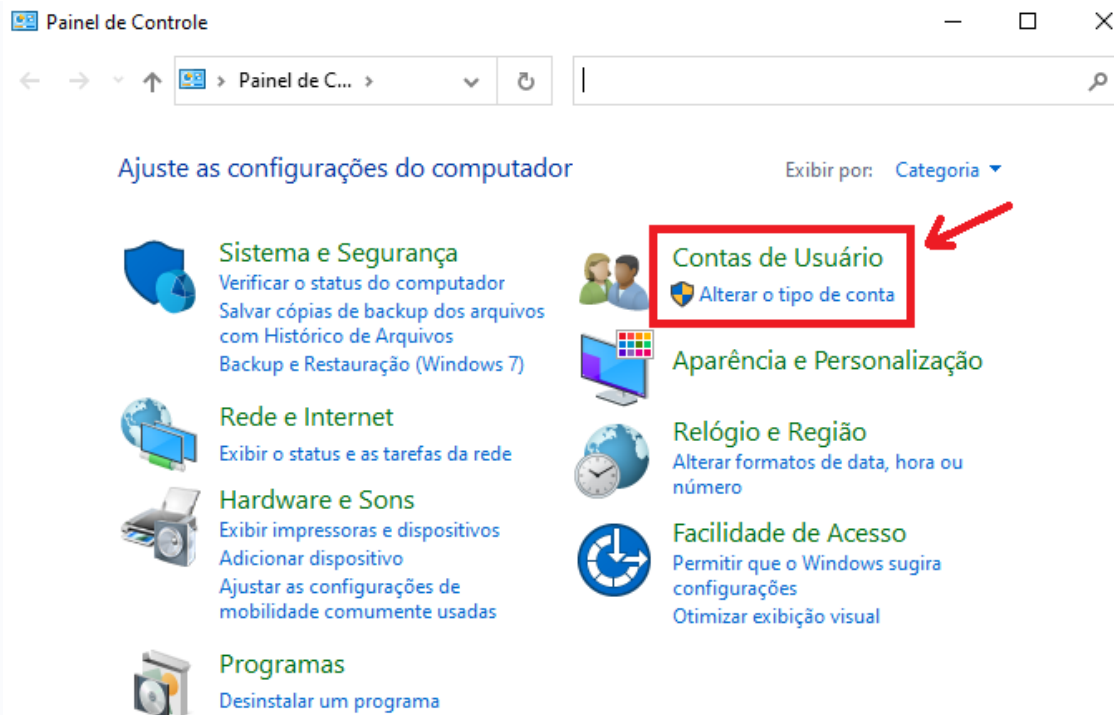 Painel de Controle
Painel de C...
Ajuste as configurações do computador
Exibir por: Categoria
Sistema e Segurança
Verificar o status do computador
Salvar cópias de backup dos arquivos
com Histórico de Arquivos
Backup e Restauração (Windows 7)
Rede e Internet
Exibir o status e as tarefas da rede
Hardware e Sons
Exibir impressoras e dispositivos
Adicionar dispositivo
Ajustar as configurações de
mobilidade comumente usadas
Programas
Desinstalar um programa
Contas de Usuário
Alterar o tipo de conta
Aparência e Personalização
Relógio e Região
Alterar formatos de data, hora ou
número
Facilidade de Acesso
Permitir que o Windows sugira
configurações
Otimizar exibição visual